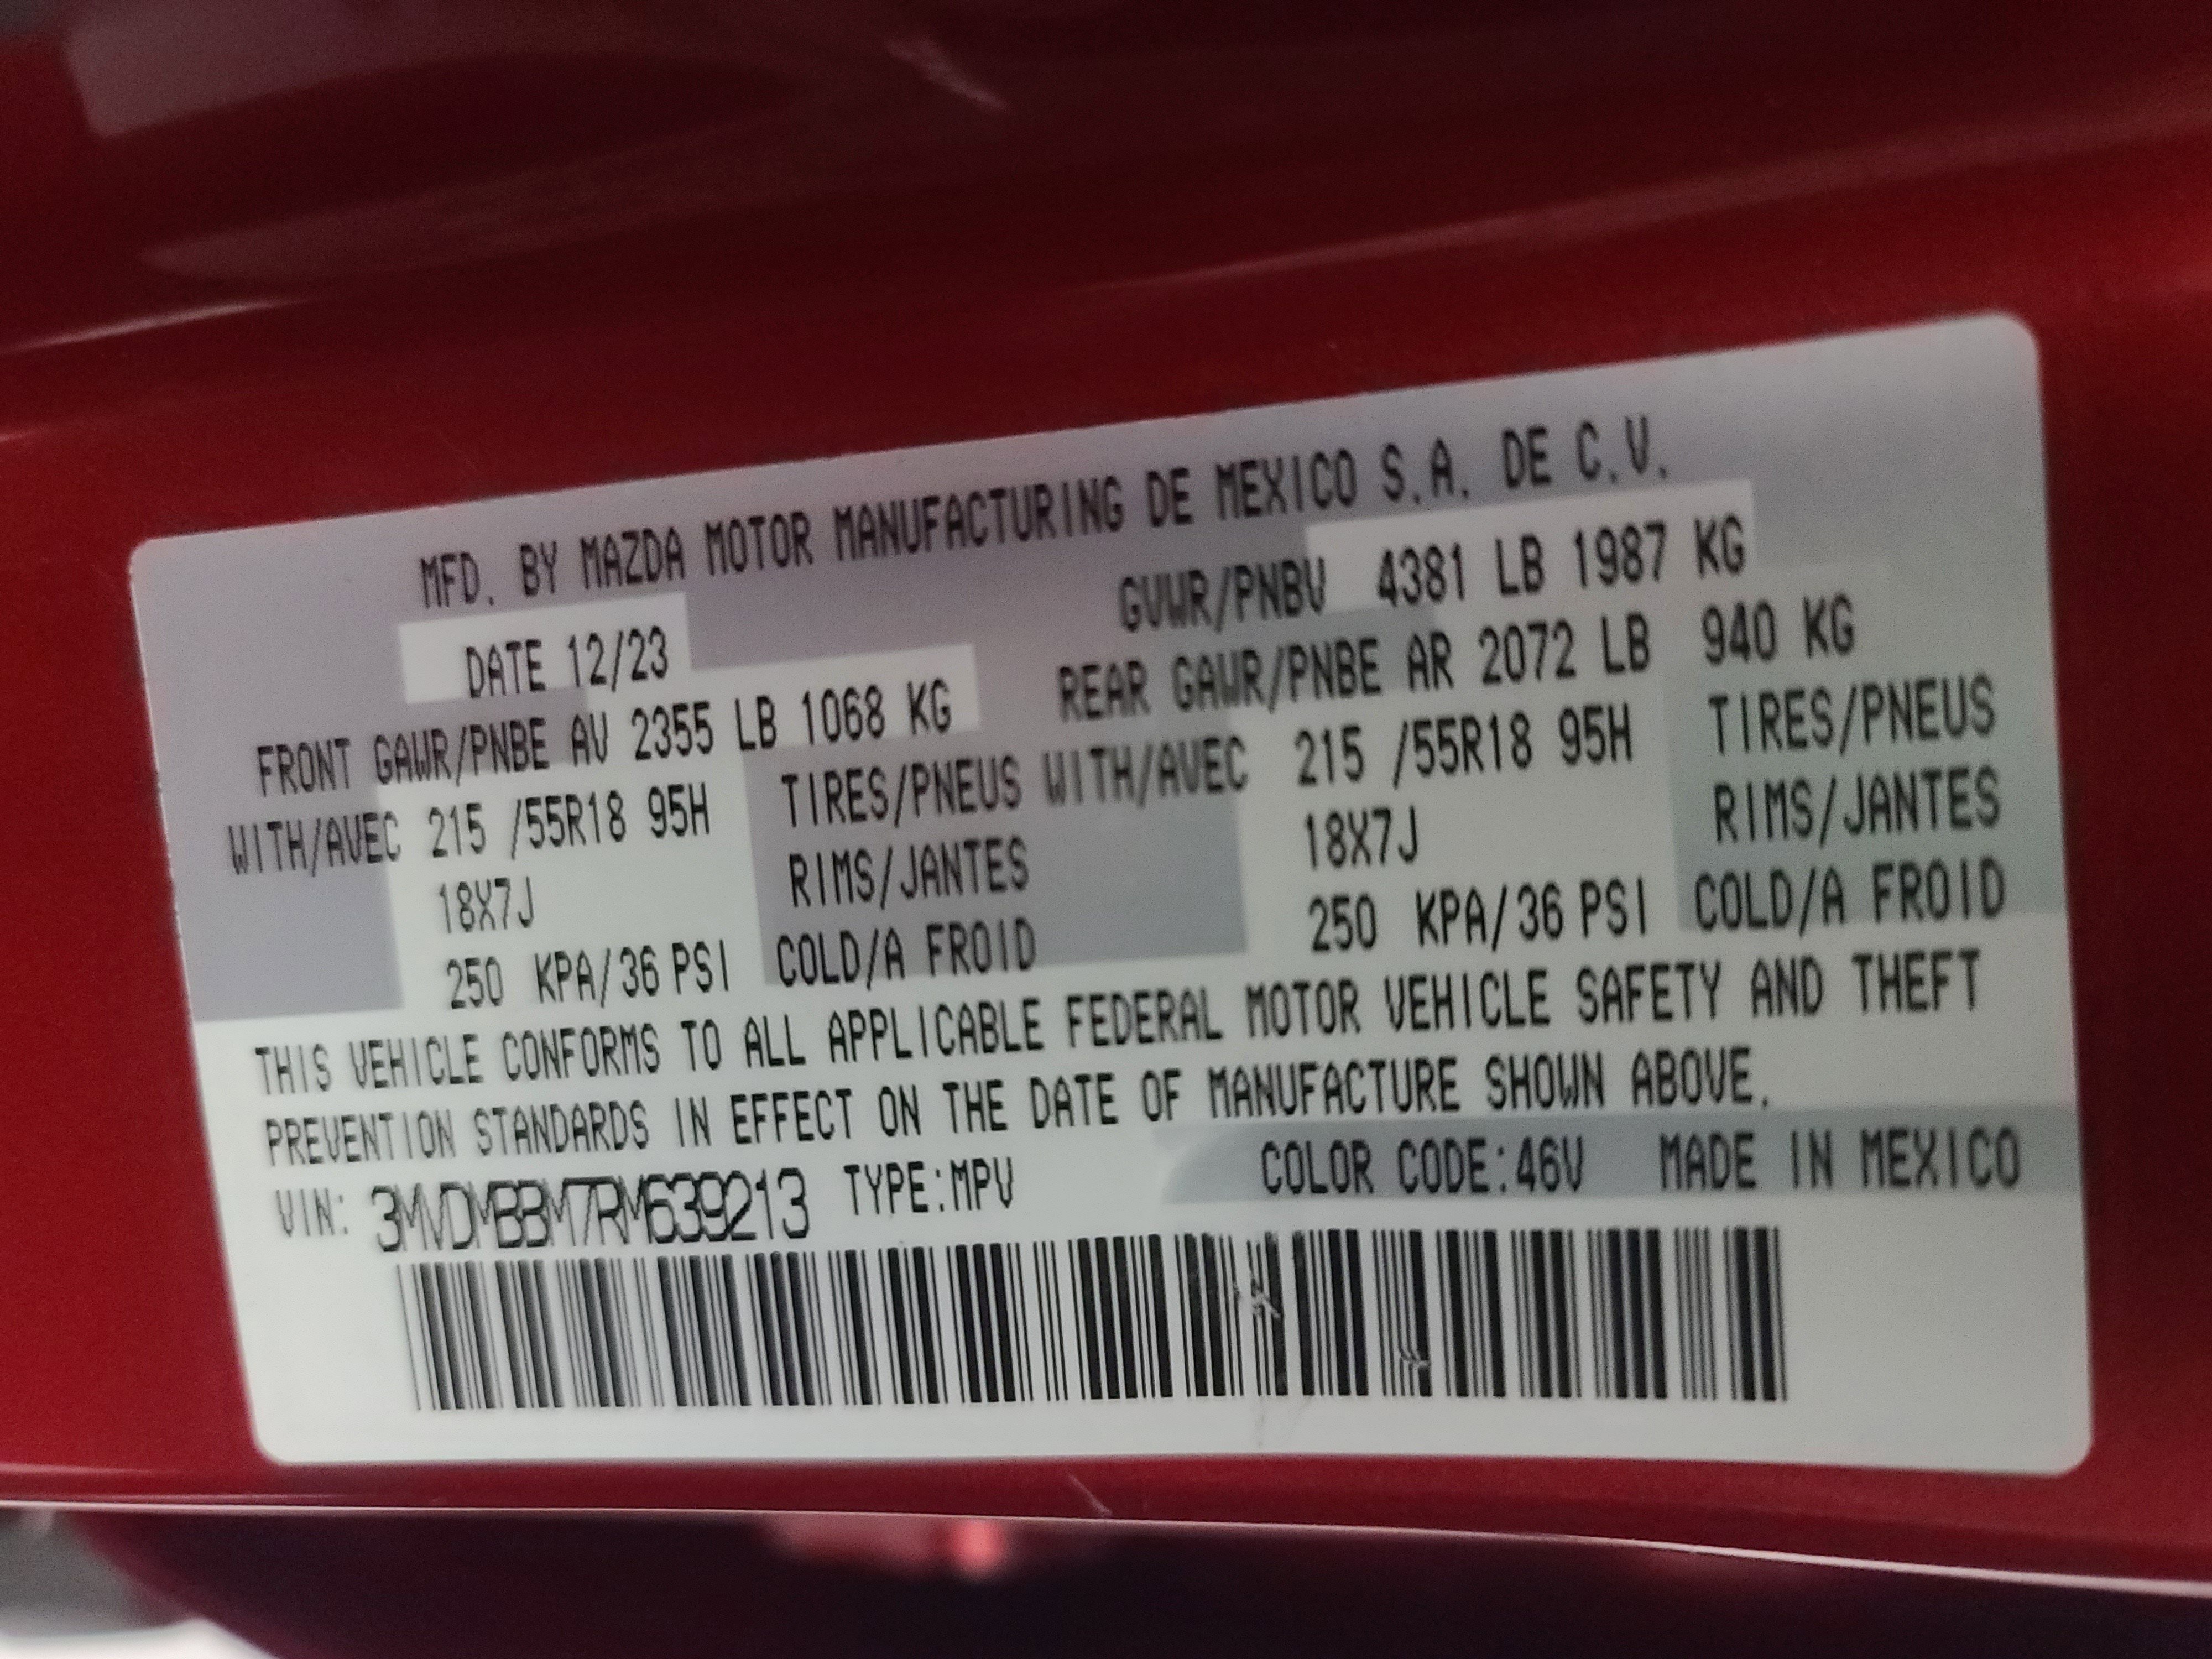 MFD. BY MAZDA MOTOR MANUFACTURING DE MEXICO S.A. DE C.V.
DATE 12/23 GVWR/PNBV 4381 LB 1987 KG
FRONT GAWR/PNBE AV 2355 LB 1068 KG REAR GAWR/PNBE AR 2072 LB 940 KG
WITH/AVEC 215 /55R18 95H TIRES/PNEUS WITH/AVEC 215 /55R18 95H TIRES/PNEUS
18X7J RIMS/JANTES 18X7J RIMS/JANTES
250 KPA/36 PSI COLD/A FROID 250 KPA/36 PSI COLD/A FROID
THIS VEHICLE CONFORMS TO ALL APPLICABLE FEDERAL MOTOR VEHICLE SAFETY AND THEFT
PREVENTION STANDARDS IN EFFECT ON THE DATE OF MANUFACTURE SHOWN ABOVE.
VIN: 3MVDMBBM7RM639213 TYPE:MPV COLOR CODE:46V MADE IN MEXICO